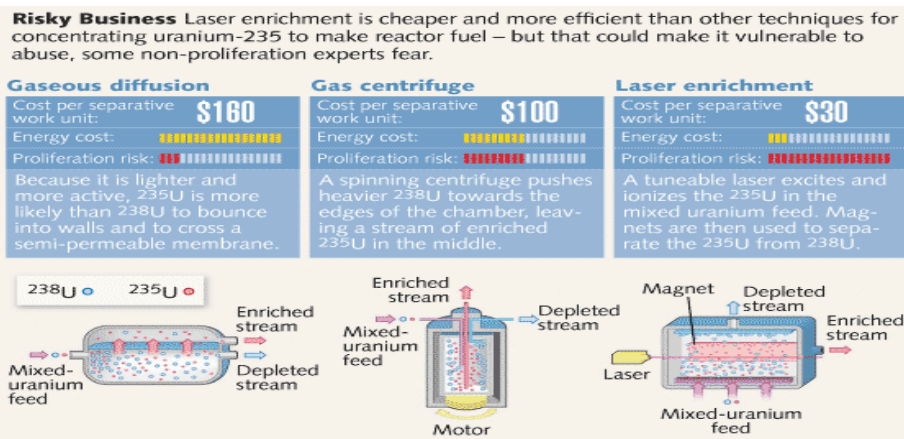 Risky Business Laser enrichment is cheaper and more efficient than other techniques for
concentrating uranium-235 to make reactor fuel – but that could make it vulnerable to
abuse, some non-proliferation experts fear.
Gaseous diffusion
Cost per separative
work unit:
$160
Energy cost:
Proliferation risk:
Because it is lighter and
more active, 235U is more
likely than 238U to bounce
into walls and to cross a
semi-permeable membrane.
Gas centrifuge
Cost per separative
work unit:
$100
Energy cost:
Proliferation risk:
A spinning centrifuge pushes
heavier 238U towards the
edges of the chamber, leav-
ing a stream of enriched
235U in the middle.
Laser enrichment
Cost per separative
work unit:
$30
Energy cost:
Proliferation risk:
A tuneable laser excites and
ionizes the 235U in the
mixed uranium feed. Mag-
nets are then used to sepa-
rate the 235U from 238U.
238U
235U
Enriched
stream
Mixed-
uranium
feed
Depleted
stream
Enriched
stream
Mixed-
uranium
feed
Depleted
stream
Motor
Magnet
Depleted
stream
Enriched
stream
Laser
Mixed-uranium
feed